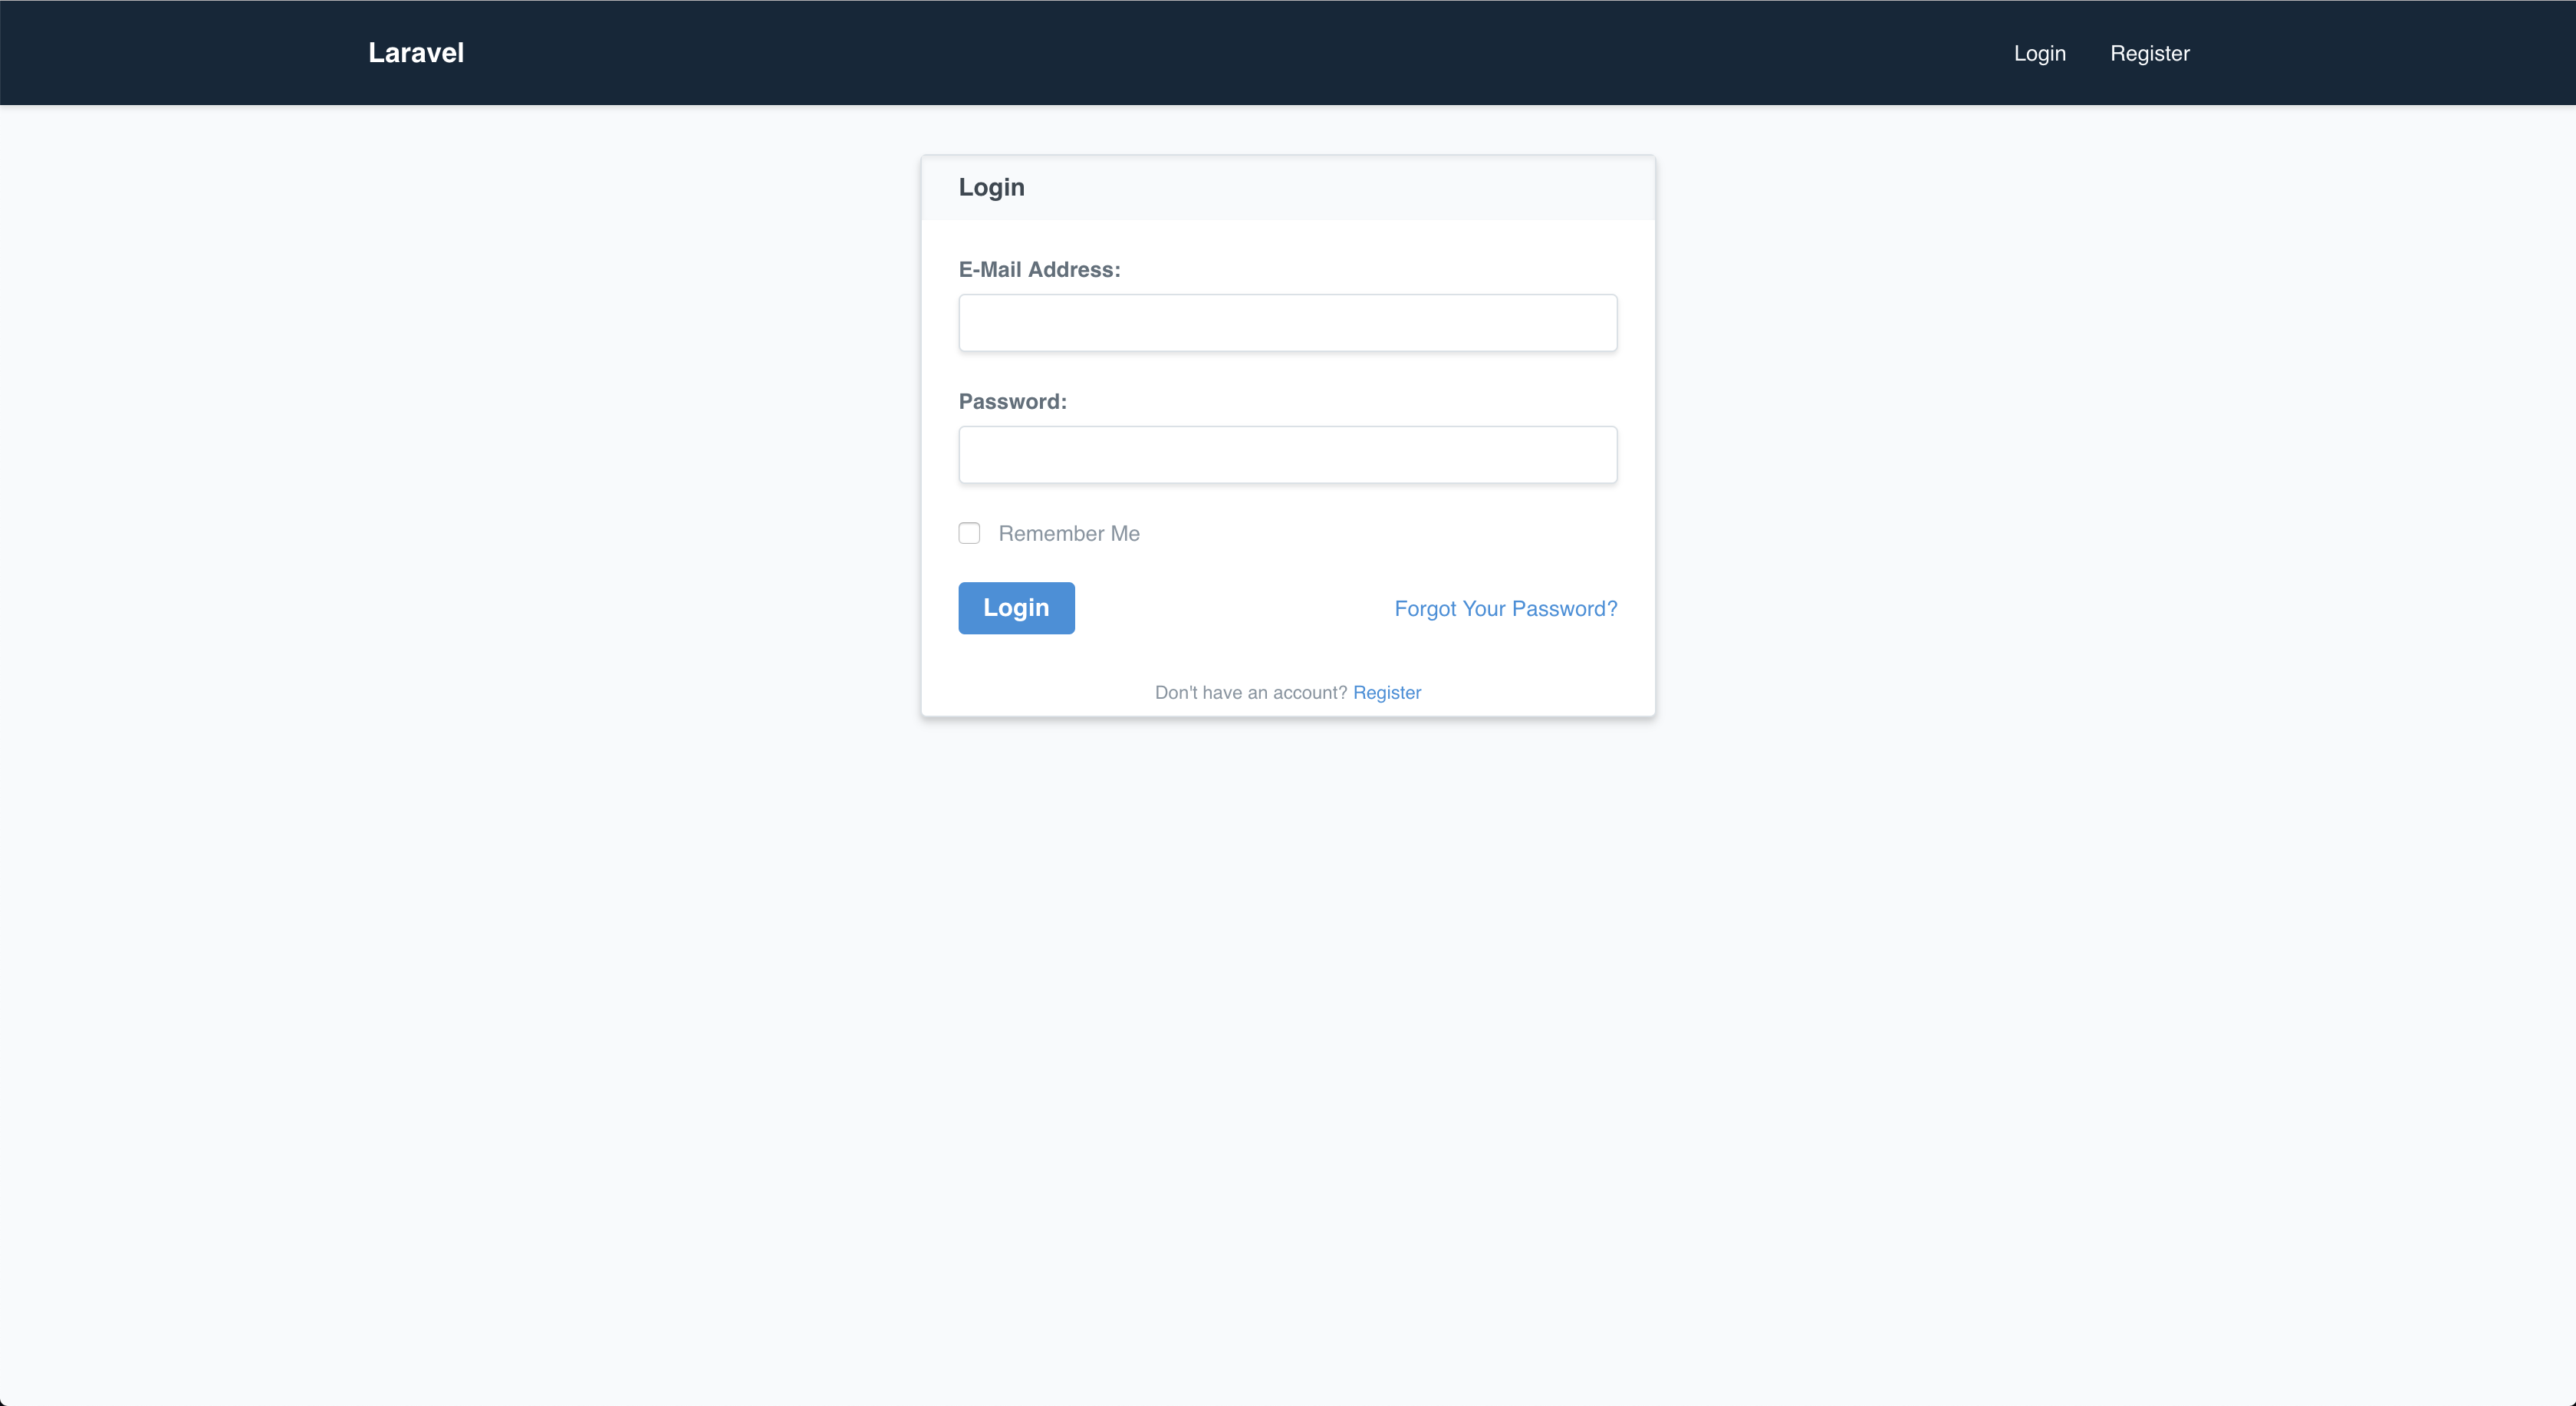 Laravel
Login Register
Login
E-Mail Address:
Password:
Remember Me
Login Forgot Your Password?
Don't have an account? Register